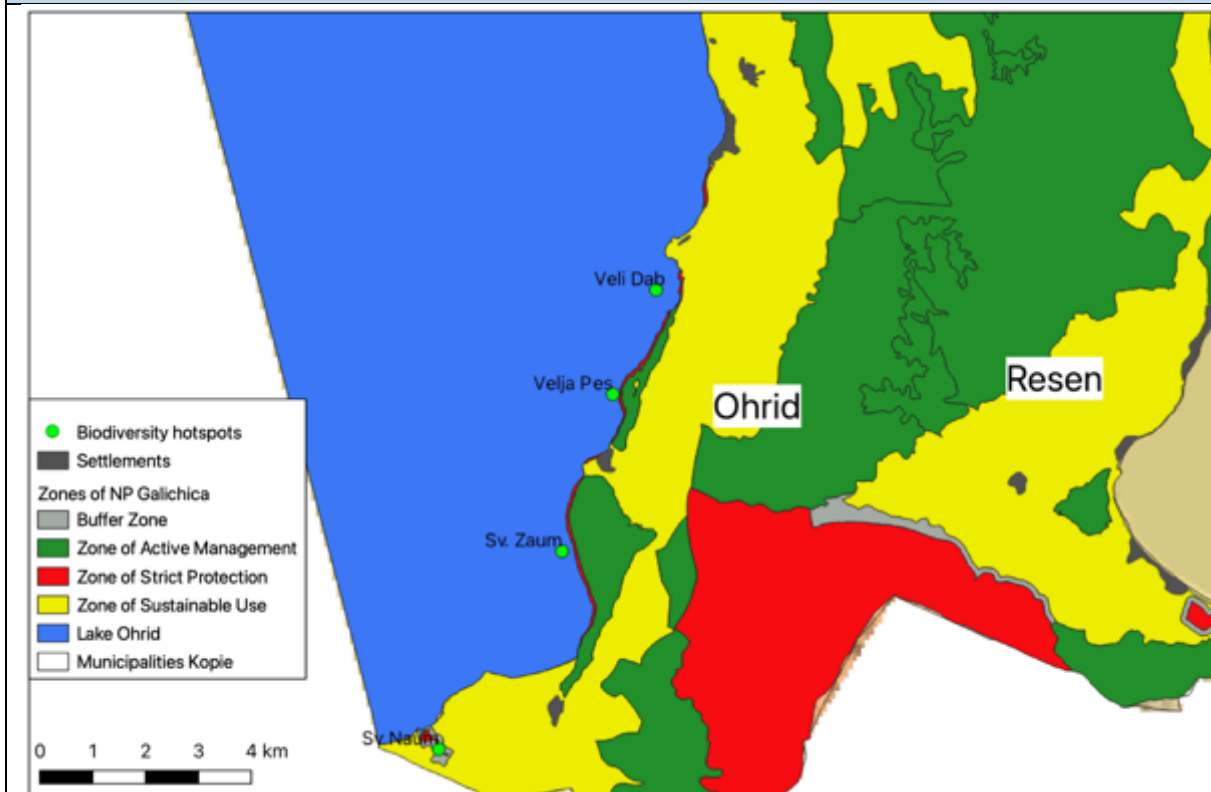 Veli Dab
Velja Pes
Ohrid
Resen
Sv. Zaum
Sv. Naum
Biodiversity hotspots
Settlements
Zones of NP Galichica
Buffer Zone
Zone of Active Management
Zone of Strict Protection
Zone of Sustainable Use
Lake Ohrid
Municipalities Kopie
0 1 2 3 4 km